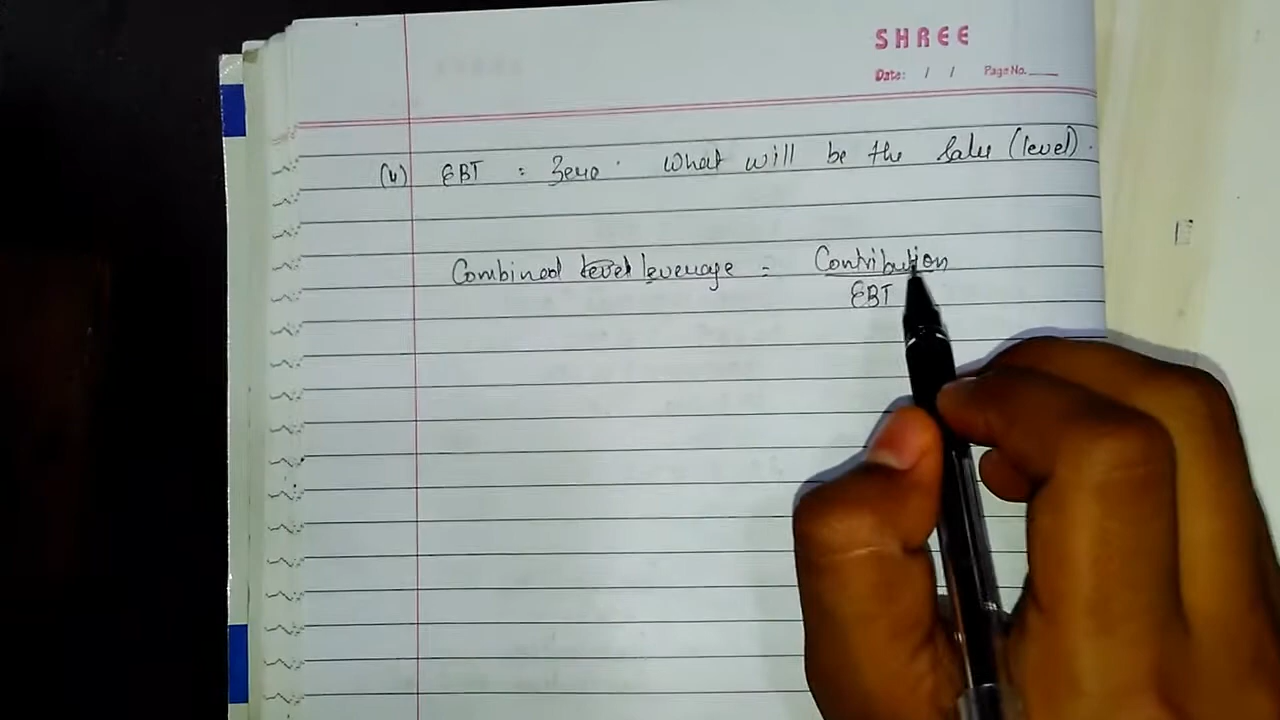 SHREE
Date: / / Page No.
(v) EBT = Zero. What will be the Sales (level).
Combined level leverage = Contribution
EBT